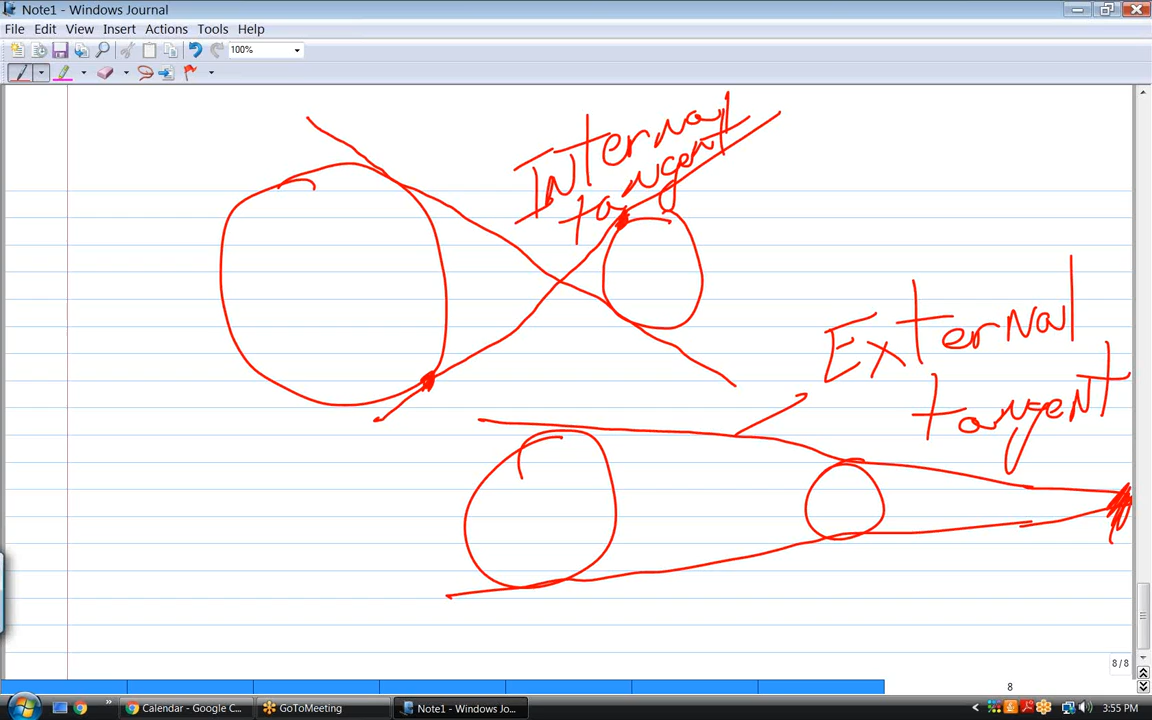 Note1 - Windows Journal
File Edit View Insert Actions Tools Help
100%
Internal
tangent
External
tangent
8/8
8
Calendar - Google C...
GoToMeeting
Note1 - Windows Jo...
3:55 PM